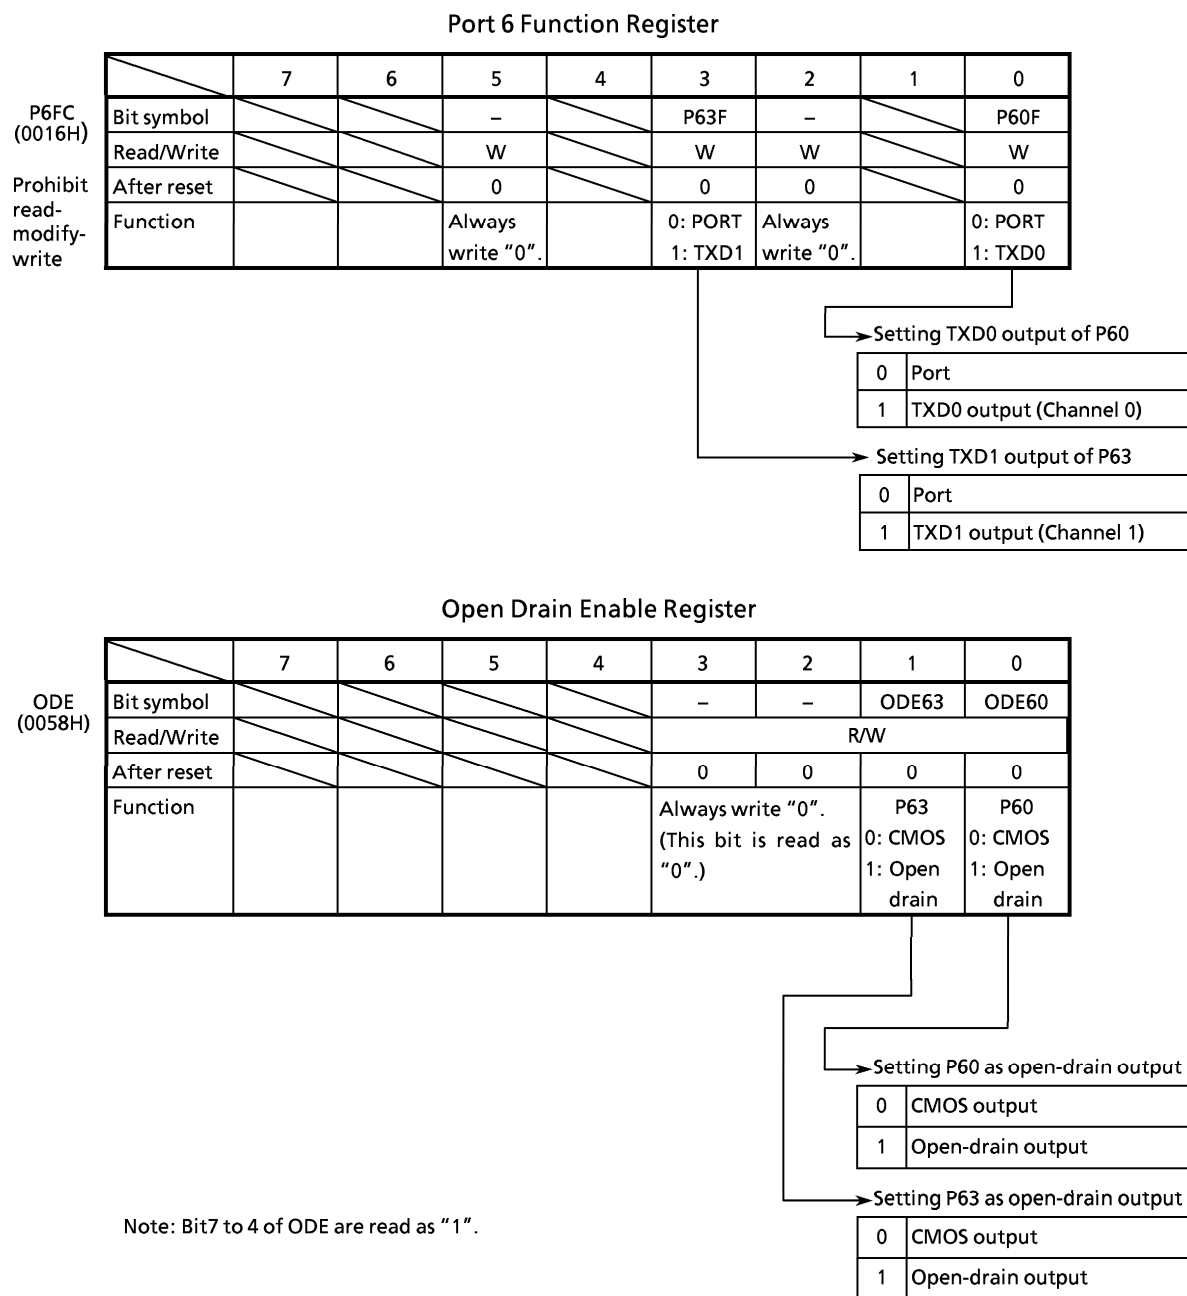 Port 6 Function Register
7 6 5 4 3 2 1 0
P6FC
(0016H)
Prohibit
read-
modify-
write
Bit symbol – P63F – P60F
Read/Write W W W W
After reset 0 0 0 0
Function Always 0: PORT Always 0: PORT
write “0”. 1: TXD1 write “0”. 1: TXD0
Setting TXD0 output of P60
0 Port
1 TXD0 output (Channel 0)
Setting TXD1 output of P63
0 Port
1 TXD1 output (Channel 1)
Open Drain Enable Register
7 6 5 4 3 2 1 0
ODE
(0058H)
Bit symbol – – ODE63 ODE60
Read/Write R/W
After reset 0 0 0 0
Function Always write “0”. P63 P60
(This bit is read as 0: CMOS 0: CMOS
“0”.) 1: Open 1: Open
drain drain
Setting P60 as open-drain output
0 CMOS output
1 Open-drain output
Setting P63 as open-drain output
0 CMOS output
1 Open-drain output
Note: Bit7 to 4 of ODE are read as “1”.